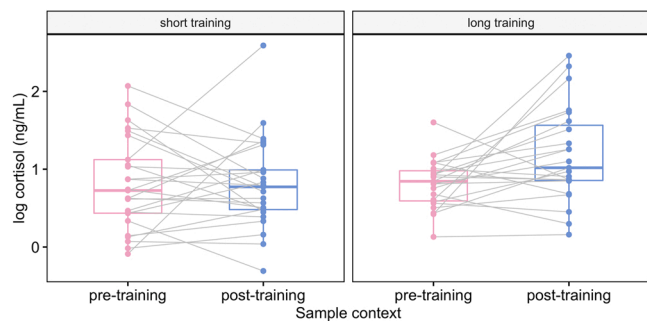 short training
long training
log cortisol (ng/mL)
2
1
0
pre-training
post-training
pre-training
post-training
Sample context